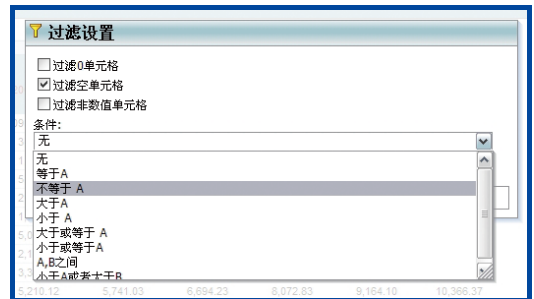 过滤设置
过滤0单元格
过滤空单元格
过滤非数值单元格
条件:
无
无
等于A
不等于 A
大于A
小于 A
大于或等于 A
小于或等于A
A,B之间
小于A或者大于B
5,210.12 5,741.03 6,694.23 8,072.83 9,164.10 10,366.37